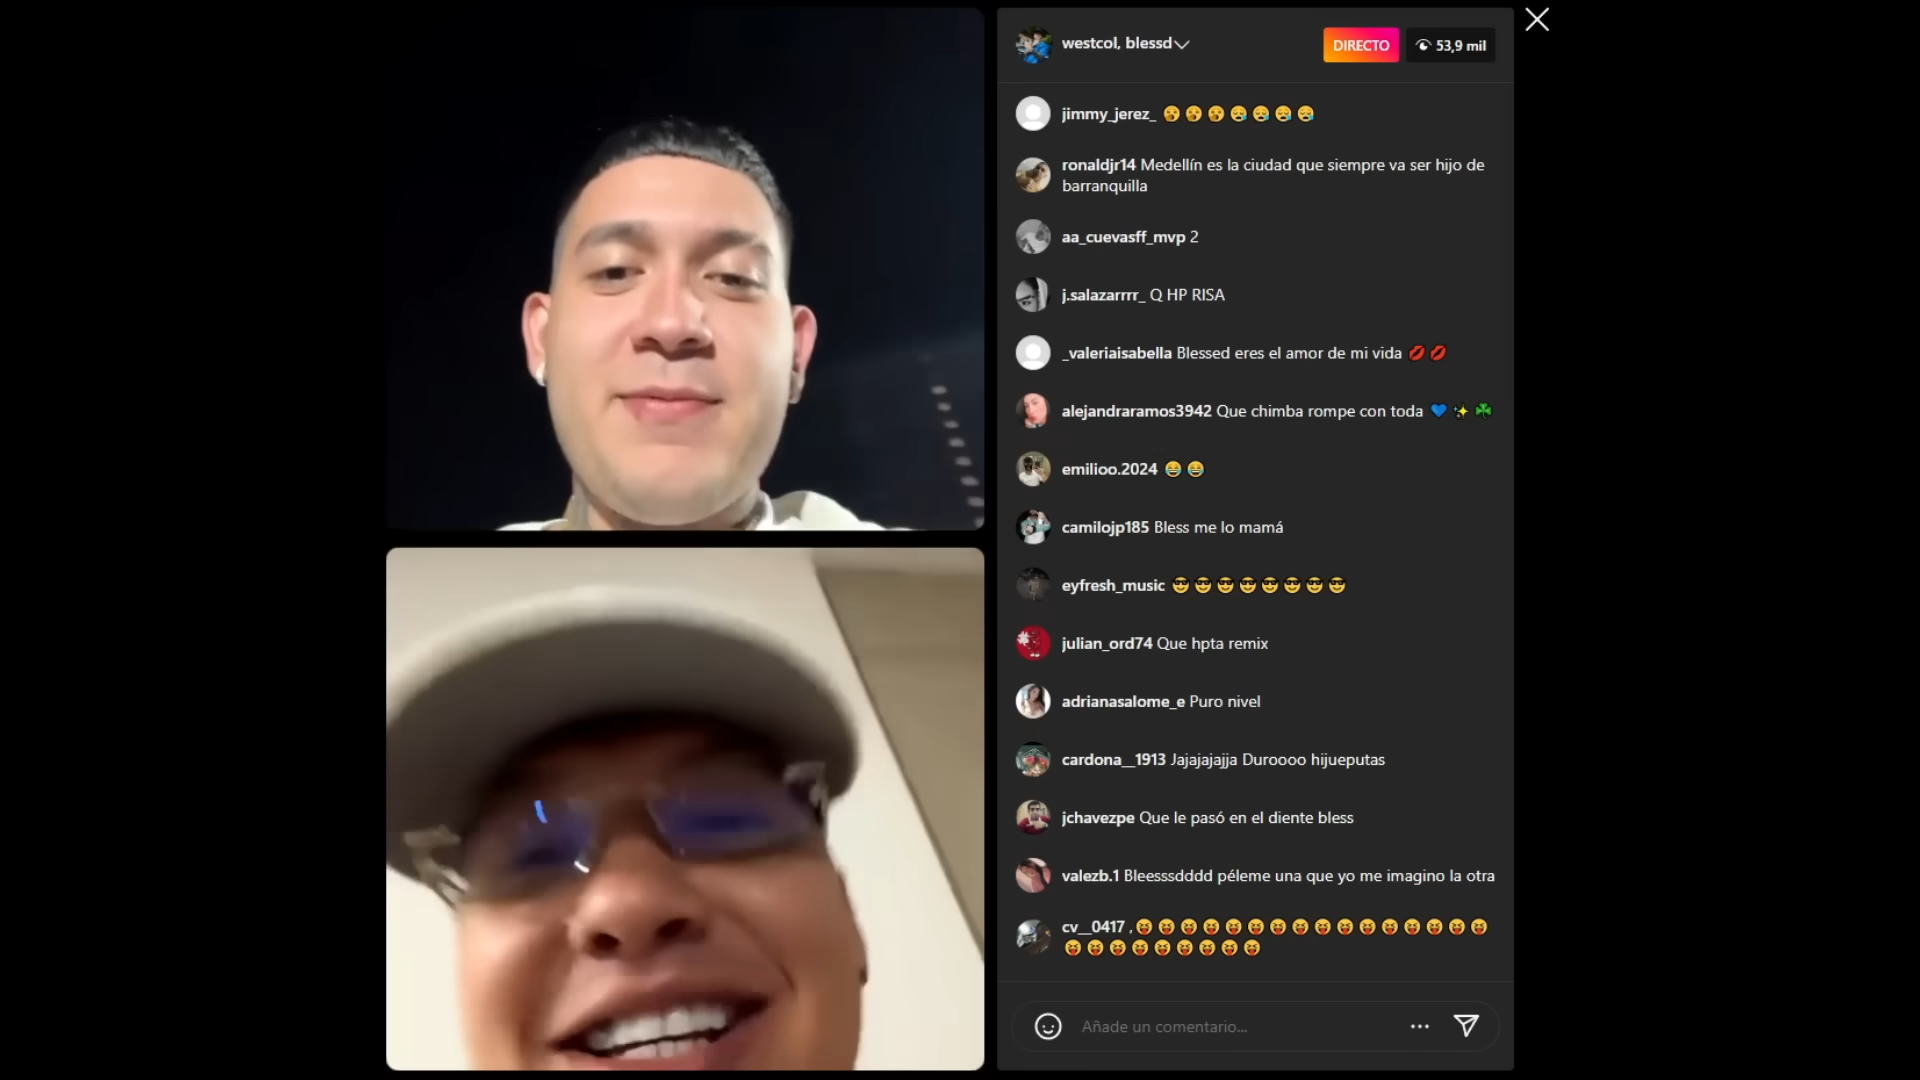 westcol, blessd
DIRECTO
53,9 mil
jimmy_jerez_ 😵😵😵😪😪😪😪
ronaldjr14 Medellín es la ciudad que siempre va ser hijo de
barranquilla
aa_cuevasff_mvp 2
j.salazarrrr_ Q HP RISA
_valeriaisabella Blessed eres el amor de mi vida 💋💋
alejandraramos3942 Que chimba rompe con toda 💙✨☘️
emilioo.2024 😂😂
camilojp185 Bless me lo mamá
eyfresh_music 😎😎😎😎😎😎😎😎
julian_ord74 Que hpta remix
adrianasalome_e Puro nivel
cardona__1913 Jajajajajja Duroooo hijueputas
jchavezpe Que le pasó en el diente bless
valezb.1 Bleesssdddd péleme una que yo me imagino la otra
cv__0417 ,😝😝😝😝😝😝😝😝😝😝😝😝😝😝😝😝
😝😝😝😝😝😝😝😝😝
Añade un comentario...